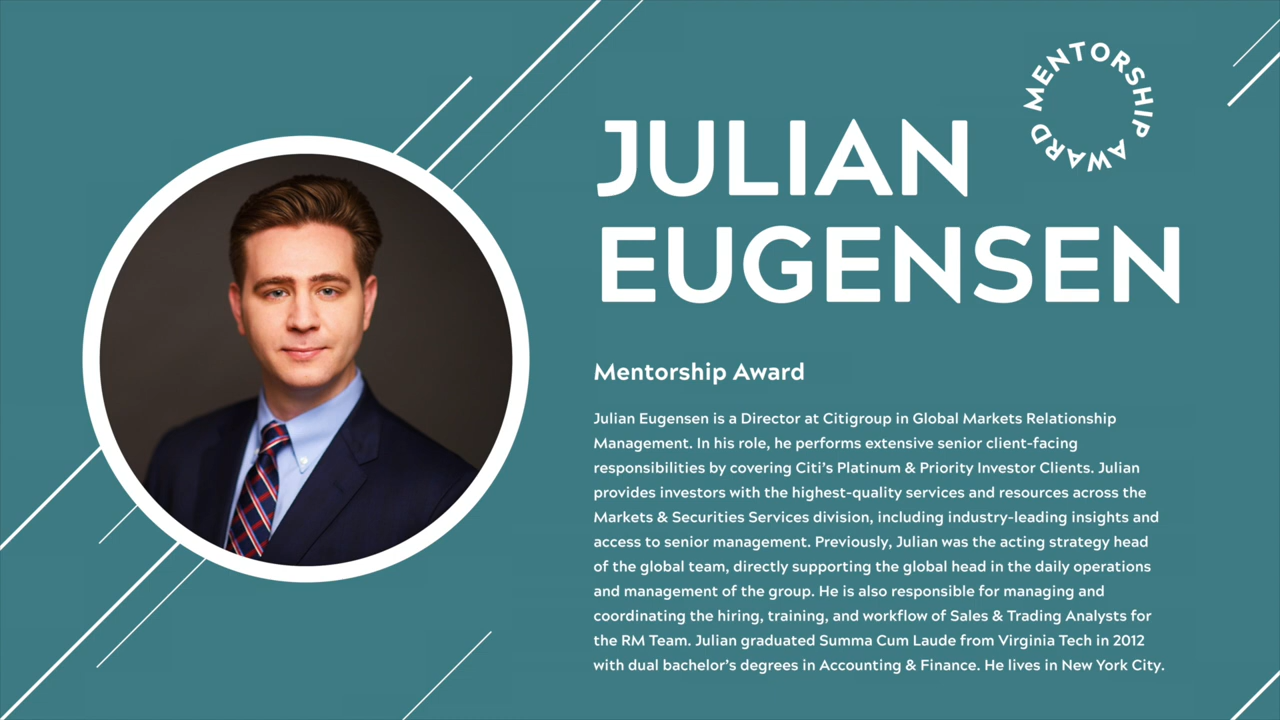 MENTORSHIP AWARD
JULIAN
EUGENSEN
Mentorship Award
Julian Eugensen is a Director at Citigroup in Global Markets Relationship
Management. In his role, he performs extensive senior client-facing
responsibilities by covering Citi's Platinum & Priority Investor Clients. Julian
provides investors with the highest-quality services and resources across the
Markets & Securities Services division, including industry-leading insights and
access to senior management. Previously, Julian was the acting strategy head
of the global team, directly supporting the global head in the daily operations
and management of the group. He is also responsible for managing and
coordinating the hiring, training, and workflow of Sales & Trading Analysts for
the RM Team. Julian graduated Summa Cum Laude from Virginia Tech in 2012
with dual bachelor's degrees in Accounting & Finance. He lives in New York City.